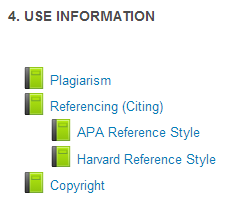 4. USE INFORMATION
Plagiarism
Referencing (Citing)
APA Reference Style
Harvard Reference Style
Copyright